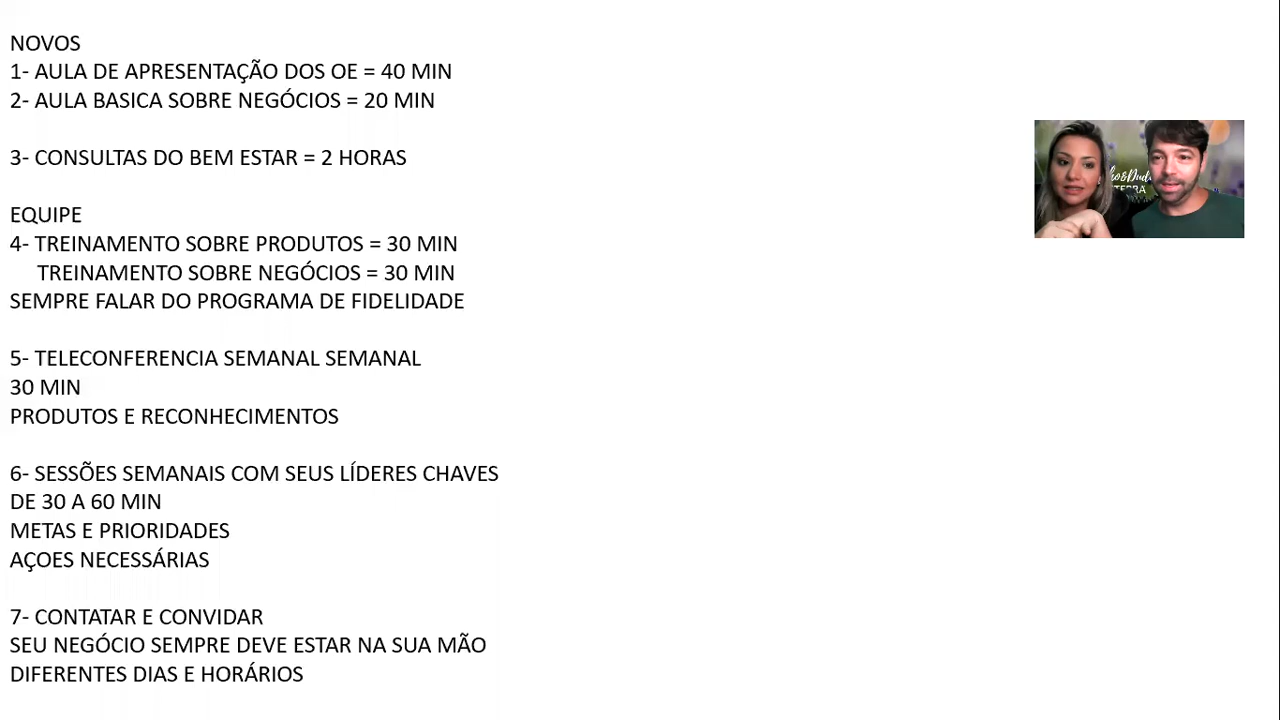 NOVOS
1- AULA DE APRESENTAÇÃO DOS OE = 40 MIN
2- AULA BASICA SOBRE NEGÓCIOS = 20 MIN
3- CONSULTAS DO BEM ESTAR = 2 HORAS
EQUIPE
4- TREINAMENTO SOBRE PRODUTOS = 30 MIN
TREINAMENTO SOBRE NEGÓCIOS = 30 MIN
SEMPRE FALAR DO PROGRAMA DE FIDELIDADE
5- TELECONFERENCIA SEMANAL SEMANAL
30 MIN
PRODUTOS E RECONHECIMENTOS
6- SESSÕES SEMANAIS COM SEUS LÍDERES CHAVES
DE 30 A 60 MIN
METAS E PRIORIDADES
AÇOES NECESSÁRIAS
7- CONTATAR E CONVIDAR
SEU NEGÓCIO SEMPRE DEVE ESTAR NA SUA MÃO
DIFERENTES DIAS E HORÁRIOS